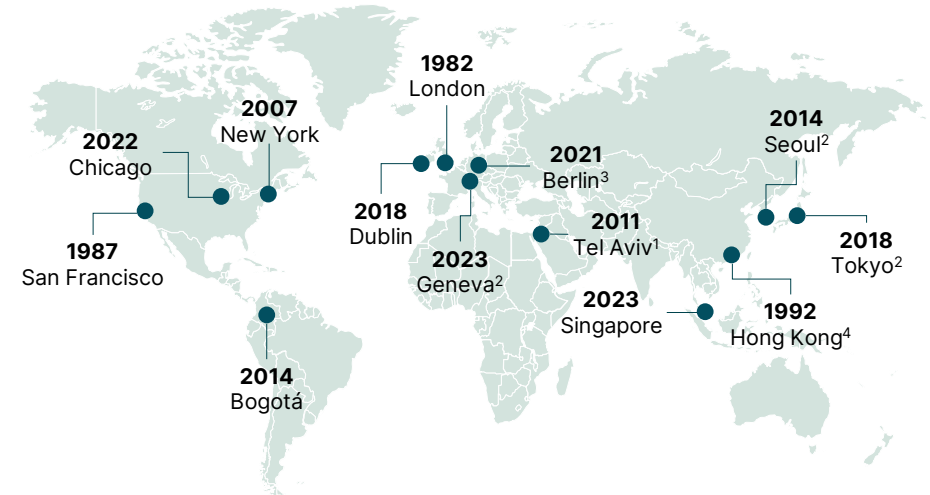 1982
London
2007
New York
2022
Chicago
2014
Seoul²
2021
Berlin³
2018
Dublin
2011
Tel Aviv¹
1987
San Francisco
2023
Geneva²
2018
Tokyo²
2023
Singapore
1992
Hong Kong⁴
2014
Bogotá